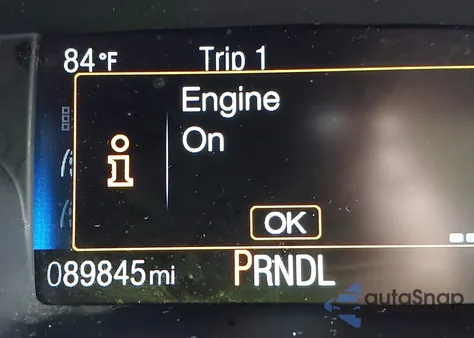 84°F Trip 1
Engine
On
OK
089845mi PRNDL
autoSnap